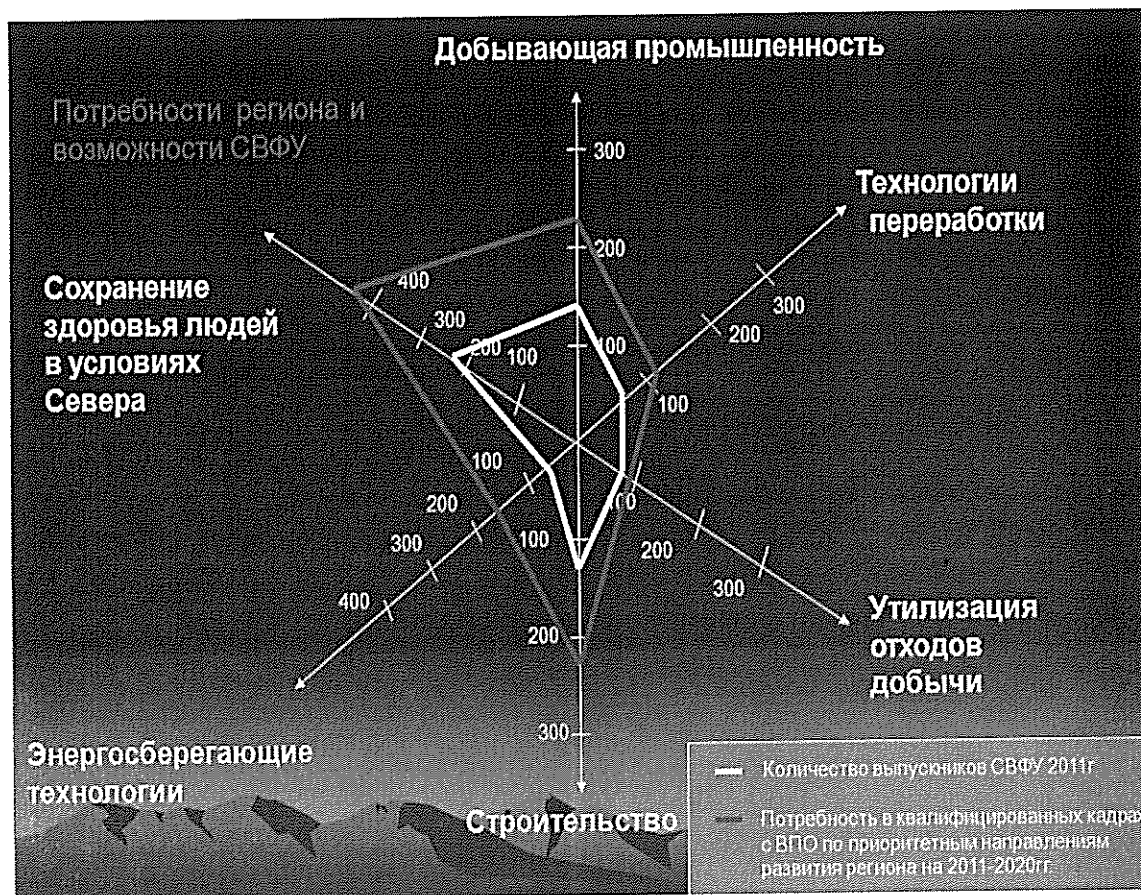 Добывающая промышленность
Потребности региона и
возможности СВФУ
300
Технологии
переработки
200
400
300
Сохранение
здоровья людей
в условиях
Севера
300
200
200
100
100
100
100
100
200
100
200
300
300
400
200
Утилизация
отходов
добычи
300
Энергосберегающие
технологии
Строительство
Количество выпускников СВФУ 2011г
Потребность в квалифицированных кадрах
с ВПО по приоритетным направлениям
развития региона на 2011-2020гг.